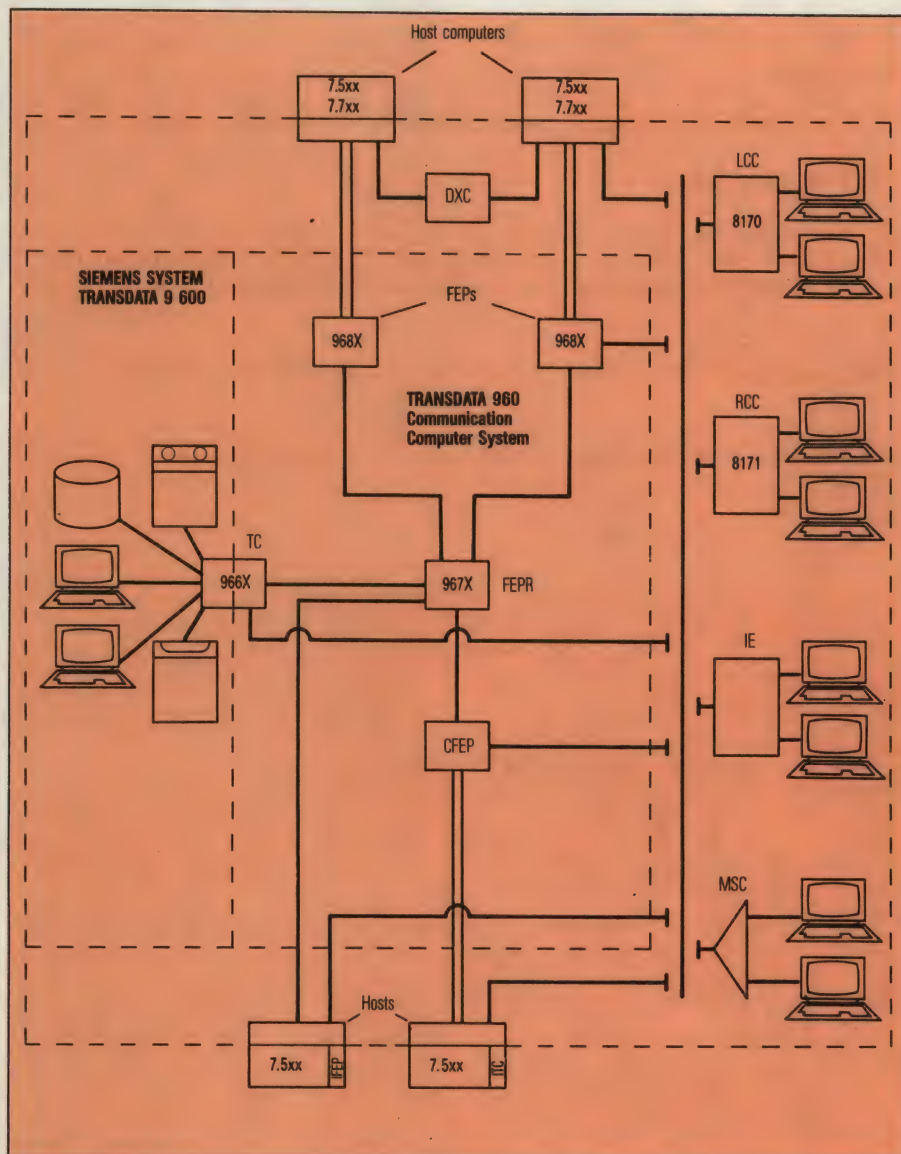 Host computers
7.5xx
7.7xx
7.5xx
7.7xx
LCC
DXC
8170
SIEMENS SYSTEM
TRANSDATA 9 600
FEPs
968X
968X
TRANSDATA 960
Communication
Computer System
RCC
8171
TC
966X
967X
FEPR
IE
CFEP
MSC
Hosts
7.5xx
IFEP
7.5xx
ITC